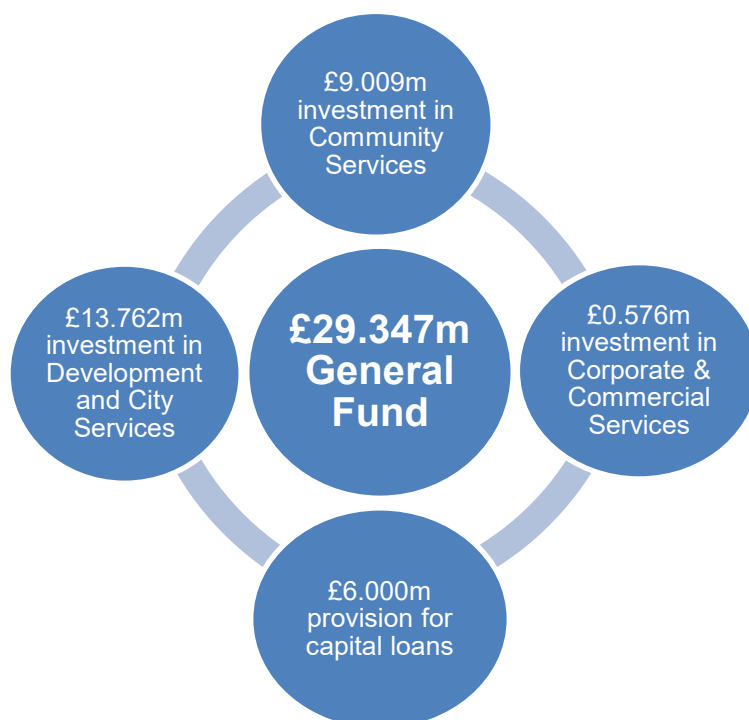 £9.009m
investment in
Community
Services
£13.762m
investment in
Development
and City
Services
£29.347m
General
Fund
£0.576m
investment in
Corporate &
Commercial
Services
£6.000m
provision for
capital loans